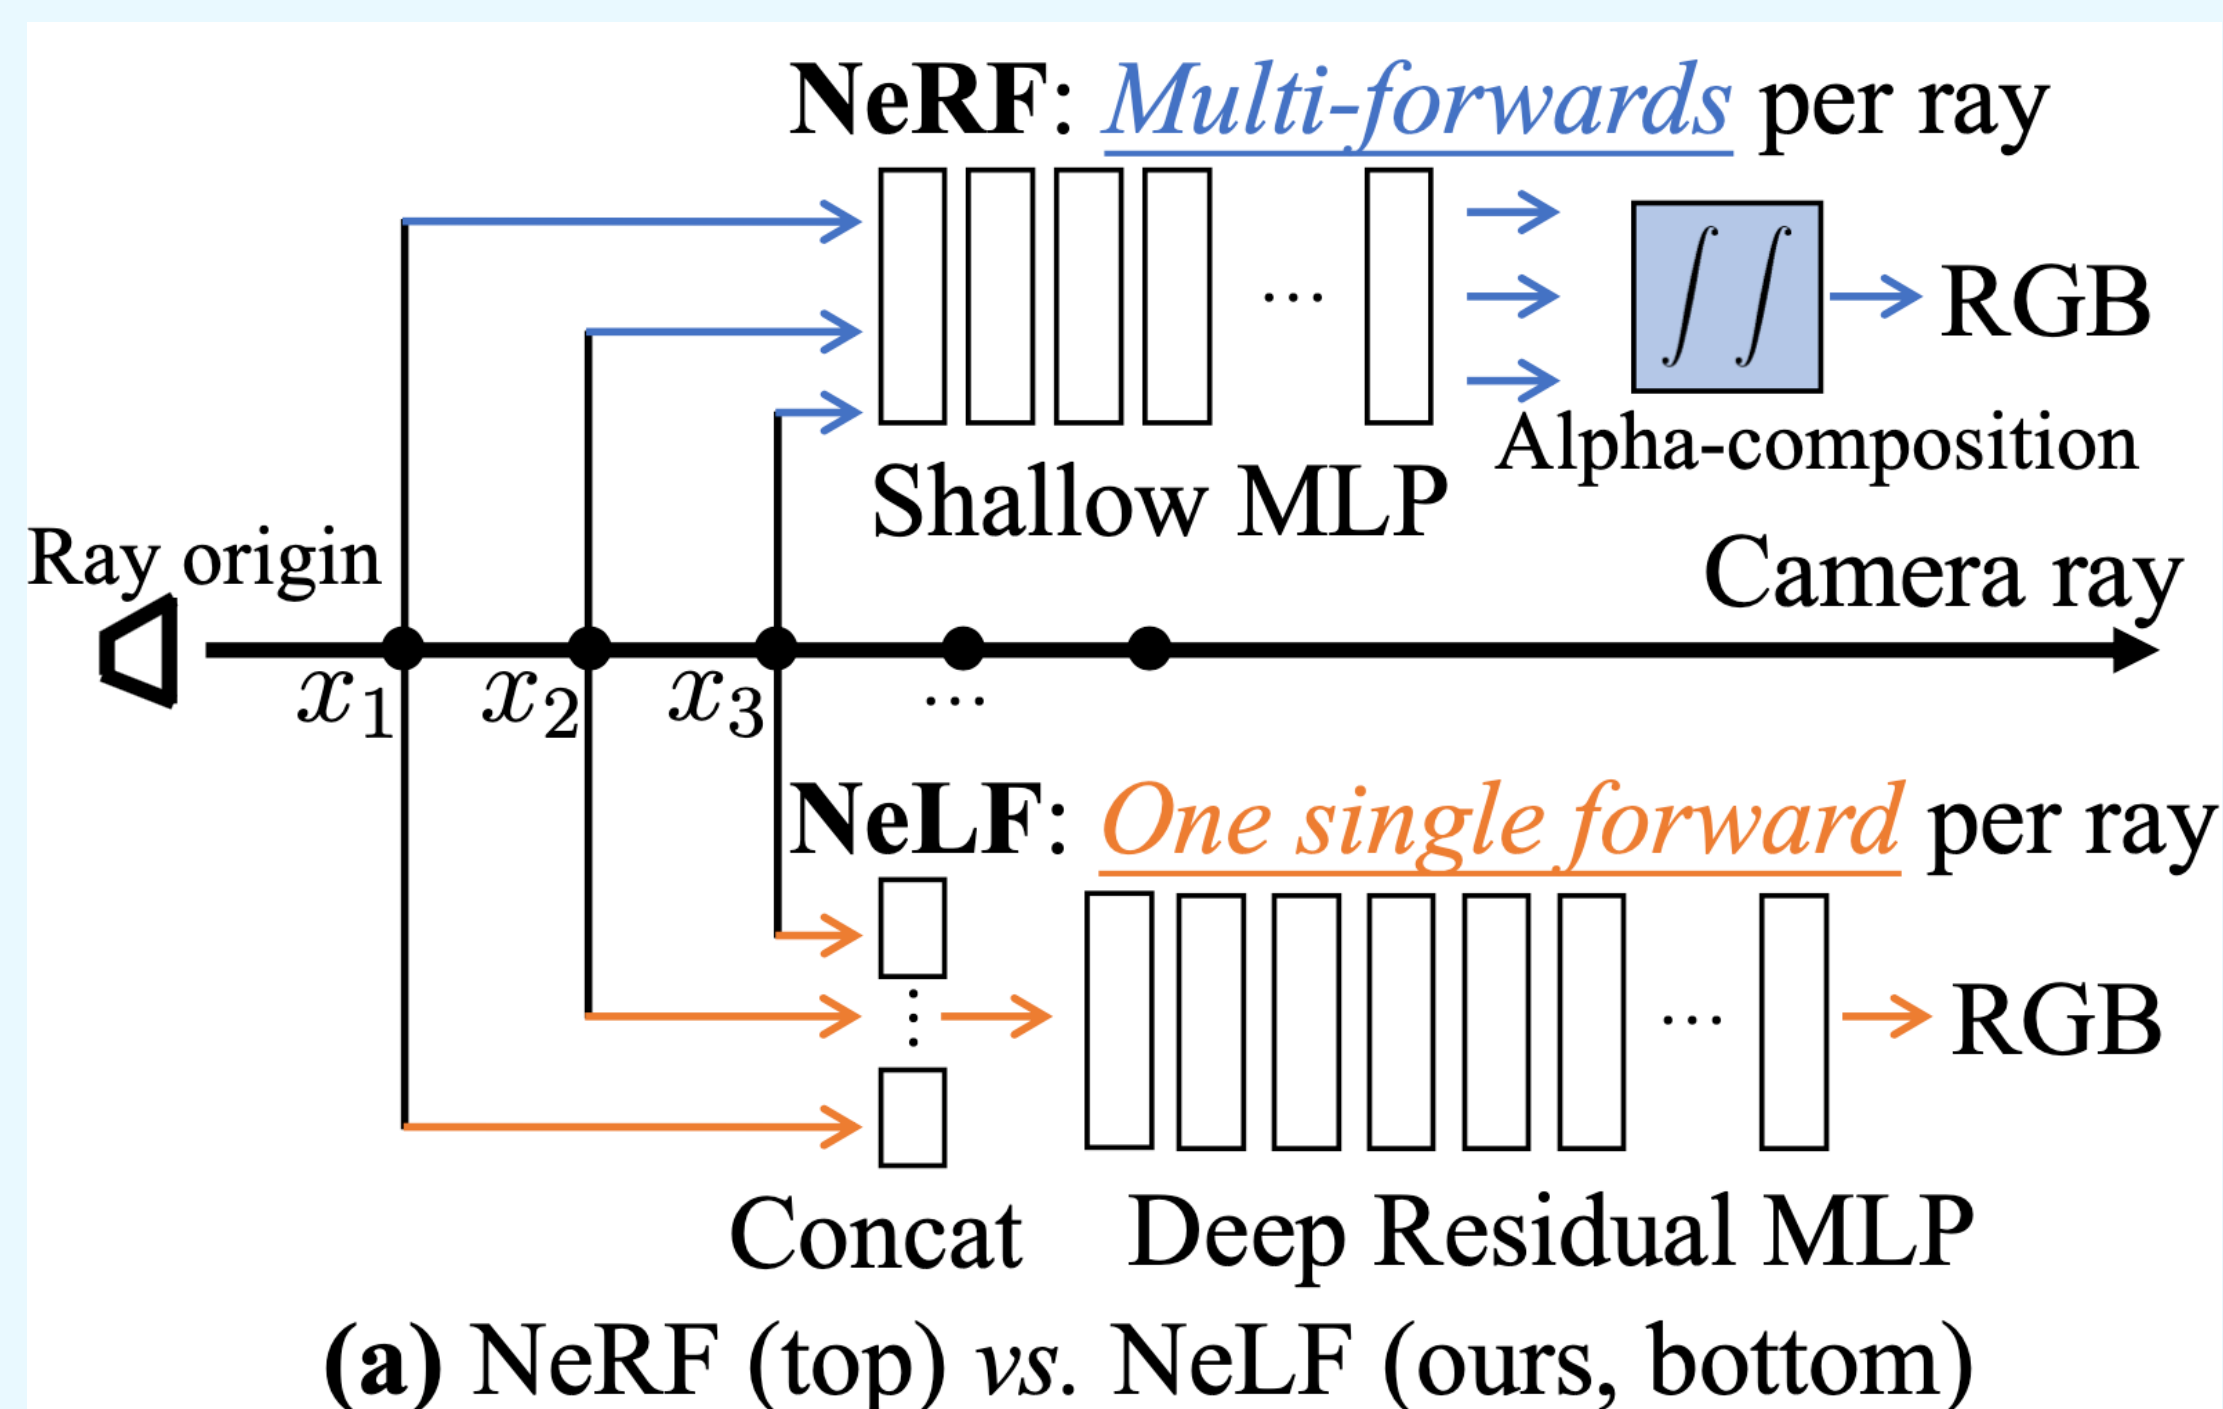 NeRF: Multi-forwards per ray
...
∫∫
RGB
Alpha-composition
Shallow MLP
Ray origin
Camera ray
x1 x2 x3 ...
NeLF: One single forward per ray
...
RGB
Concat
Deep Residual MLP
(a) NeRF (top) vs. NeLF (ours, bottom)